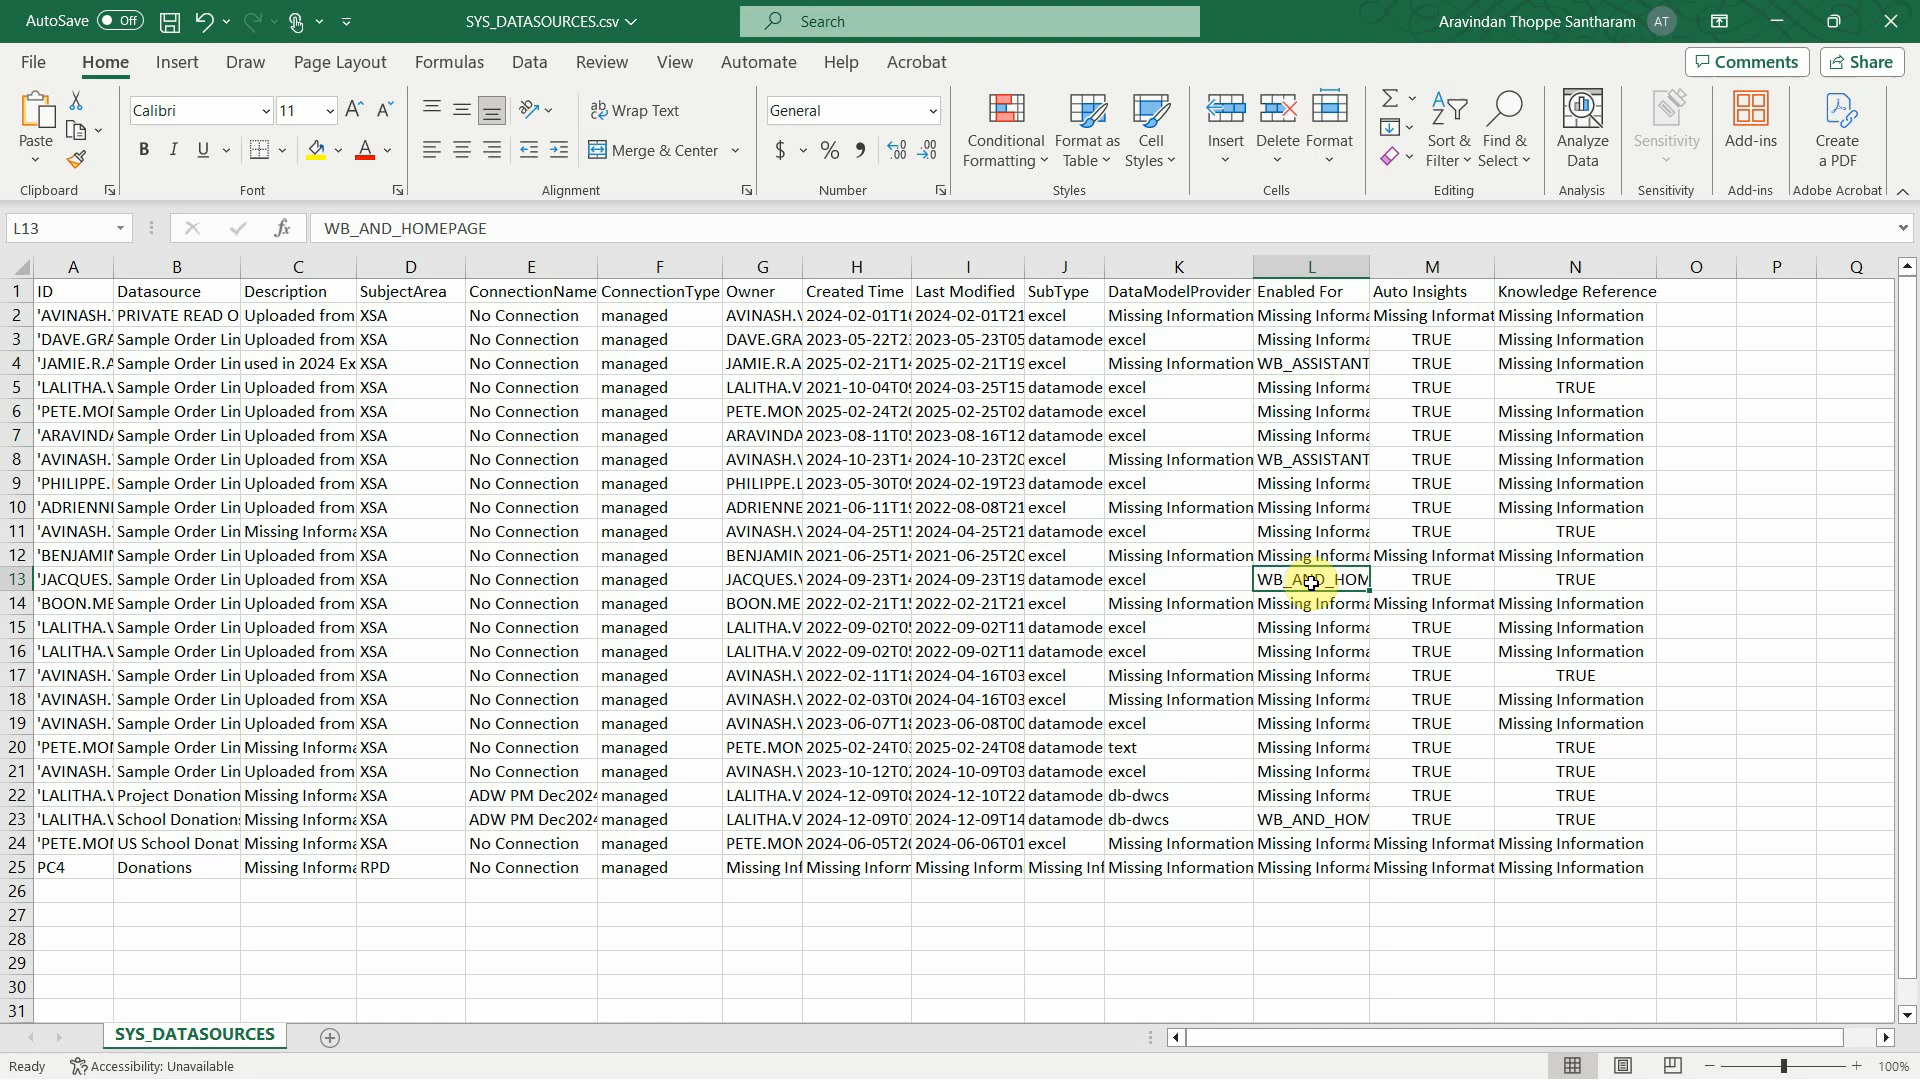 AutoSave Off SYS_DATASOURCES.csv Search Aravindan Thoppe Santharam AT
File Home Insert Draw Page Layout Formulas Data Review View Automate Help Acrobat Comments Share
Calibri 11 Wrap Text General
Paste Merge & Center Conditional Formatting Format as Table Cell Styles Insert Delete Format Sort & Filter Find & Select Analyze Data Sensitivity Add-ins Create a PDF
Clipboard Font Alignment Number Styles Cells Editing Analysis Sensitivity Add-ins Adobe Acrobat
L13 fx WB_AND_HOMEPAGE
A B C D E F G H I J K L M N O P Q
1 ID Datasource Description SubjectArea ConnectionName ConnectionType Owner Created Time Last Modified SubType DataModelProvider Enabled For Auto Insights Knowledge Reference
2 'AVINASH. PRIVATE READ O Uploaded from XSA No Connection managed AVINASH.V 2024-02-01T1 2024-02-01T21 excel Missing Information Missing Informa Missing Informat Missing Information
3 'DAVE.GRA Sample Order Lin Uploaded from XSA No Connection managed DAVE.GRA 2023-05-22T2 2023-05-23T05 datamode excel Missing Informa TRUE Missing Information
4 'JAMIE.R.A Sample Order Lin used in 2024 Ex XSA No Connection managed JAMIE.R.A 2025-02-21T14 2025-02-21T19 excel Missing Information WB_ASSISTANT TRUE Missing Information
5 'LALITHA.V Sample Order Lin Uploaded from XSA No Connection managed LALITHA.V 2021-10-04T09 2024-03-25T15 datamode excel Missing Informa TRUE TRUE
6 'PETE.MON Sample Order Lin Uploaded from XSA No Connection managed PETE.MON 2025-02-24T20 2025-02-25T02 datamode excel Missing Informa TRUE Missing Information
7 'ARAVINDA Sample Order Lin Uploaded from XSA No Connection managed ARAVINDA 2023-08-11T05 2023-08-16T12 datamode excel Missing Informa TRUE Missing Information
8 'AVINASH. Sample Order Lin Uploaded from XSA No Connection managed AVINASH.V 2024-10-23T14 2024-10-23T20 excel Missing Information WB_ASSISTANT TRUE Missing Information
9 'PHILIPPE. Sample Order Lin Uploaded from XSA No Connection managed PHILIPPE.L 2023-05-30T09 2024-02-19T23 datamode excel Missing Informa TRUE Missing Information
10 'ADRIENNE Sample Order Lin Uploaded from XSA No Connection managed ADRIENNE 2021-06-11T19 2022-08-08T21 excel Missing Information Missing Informa TRUE Missing Information
11 'AVINASH. Sample Order Lin Missing Informa XSA No Connection managed AVINASH.V 2024-04-25T15 2024-04-25T21 datamode excel Missing Informa TRUE TRUE
12 'BENJAMIN Sample Order Lin Uploaded from XSA No Connection managed BENJAMIN 2021-06-25T14 2021-06-25T20 excel Missing Information Missing Informa Missing Informat Missing Information
13 'JACQUES. Sample Order Lin Uploaded from XSA No Connection managed JACQUES.V 2024-09-23T14 2024-09-23T19 datamode excel WB_AND_HOM TRUE TRUE
14 'BOON.ME Sample Order Lin Uploaded from XSA No Connection managed BOON.ME 2022-02-21T15 2022-02-21T21 excel Missing Information Missing Informa Missing Informat Missing Information
15 'LALITHA.V Sample Order Lin Uploaded from XSA No Connection managed LALITHA.V 2022-09-02T05 2022-09-02T11 datamode excel Missing Informa TRUE Missing Information
16 'LALITHA.V Sample Order Lin Uploaded from XSA No Connection managed LALITHA.V 2022-09-02T05 2022-09-02T11 datamode excel Missing Informa TRUE Missing Information
17 'AVINASH. Sample Order Lin Uploaded from XSA No Connection managed AVINASH.V 2022-02-11T18 2024-04-16T03 excel Missing Information Missing Informa TRUE TRUE
18 'AVINASH. Sample Order Lin Uploaded from XSA No Connection managed AVINASH.V 2022-02-03T0 2024-04-16T03 excel Missing Information Missing Informa TRUE Missing Information
19 'AVINASH. Sample Order Lin Uploaded from XSA No Connection managed AVINASH.V 2023-06-07T18 2023-06-08T00 datamode excel Missing Informa TRUE Missing Information
20 'PETE.MON Sample Order Lin Missing Informa XSA No Connection managed PETE.MON 2025-02-24T0 2025-02-24T08 datamode text Missing Informa TRUE TRUE
21 'AVINASH. Sample Order Lin Uploaded from XSA No Connection managed AVINASH.V 2023-10-12T0 2024-10-09T03 datamode excel Missing Informa TRUE TRUE
22 'LALITHA.V Project Donation Missing Informa XSA ADW PM Dec2024 managed LALITHA.V 2024-12-09T08 2024-12-10T22 datamode db-dwcs Missing Informa TRUE TRUE
23 'LALITHA.V School Donation Missing Informa XSA ADW PM Dec2024 managed LALITHA.V 2024-12-09T0 2024-12-09T14 datamode db-dwcs WB_AND_HOM TRUE TRUE
24 'PETE.MON US School Donat Missing Informa XSA No Connection managed PETE.MON 2024-06-05T20 2024-06-06T01 excel Missing Information Missing Informa Missing Informat Missing Information
25 PC4 Donations Missing Informa RPD No Connection managed Missing Inf Missing Inform Missing Inform Missing Inf Missing Information Missing Informa Missing Informat Missing Information
26
27
28
29
30
31
SYS_DATASOURCES
Ready Accessibility: Unavailable 100%